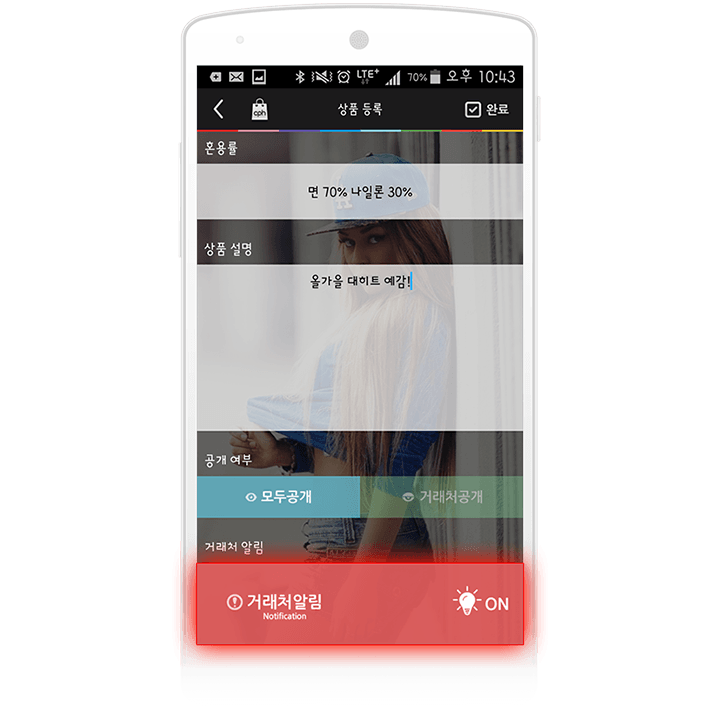 LTE+ 70% 오후 10:43
cph 상품 등록 완료
혼용률
면 70% 나일론 30%
상품 설명
올가을 대히트 예감!
공개 여부
모두공개 거래처공개
거래처 알림
거래처알림 ON
Notification